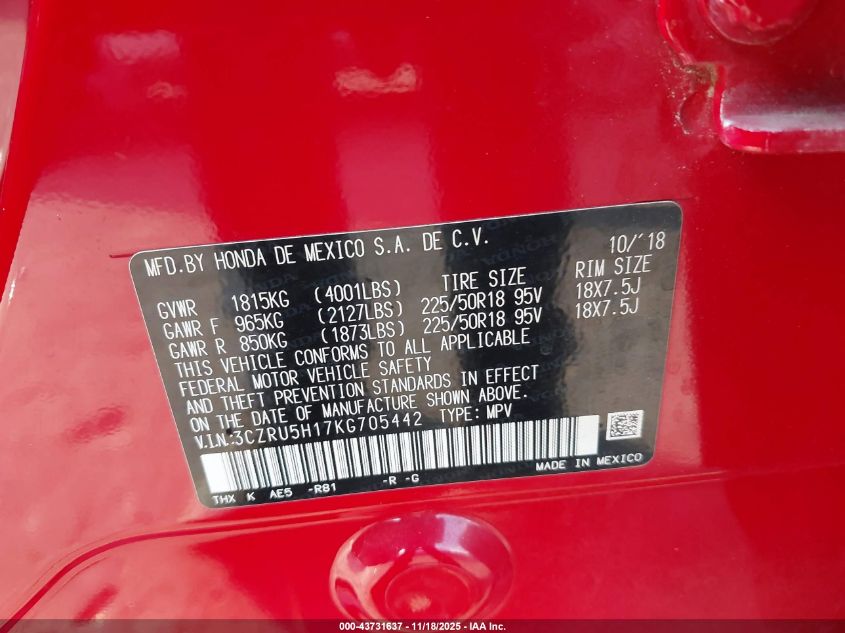 MFD.BY HONDA DE MEXICO S.A. DE C.V. 10/'18
GVWR 1815KG (4001LBS) TIRE SIZE RIM SIZE
GAWR F 965KG (2127LBS) 225/50R18 95V 18X7.5J
GAWR R 850KG (1873LBS) 225/50R18 95V 18X7.5J
THIS VEHICLE CONFORMS TO ALL APPLICABLE
FEDERAL MOTOR VEHICLE SAFETY
AND THEFT PREVENTION STANDARDS IN EFFECT
ON THE DATE OF MANUFACTURE SHOWN ABOVE.
V.I.N.:3CZRU5H17KG705442 TYPE: MPV
MADE IN MEXICO
THX K AE5 -R81 -R -G
000-43731637 - 11/18/2025 - IAA Inc.